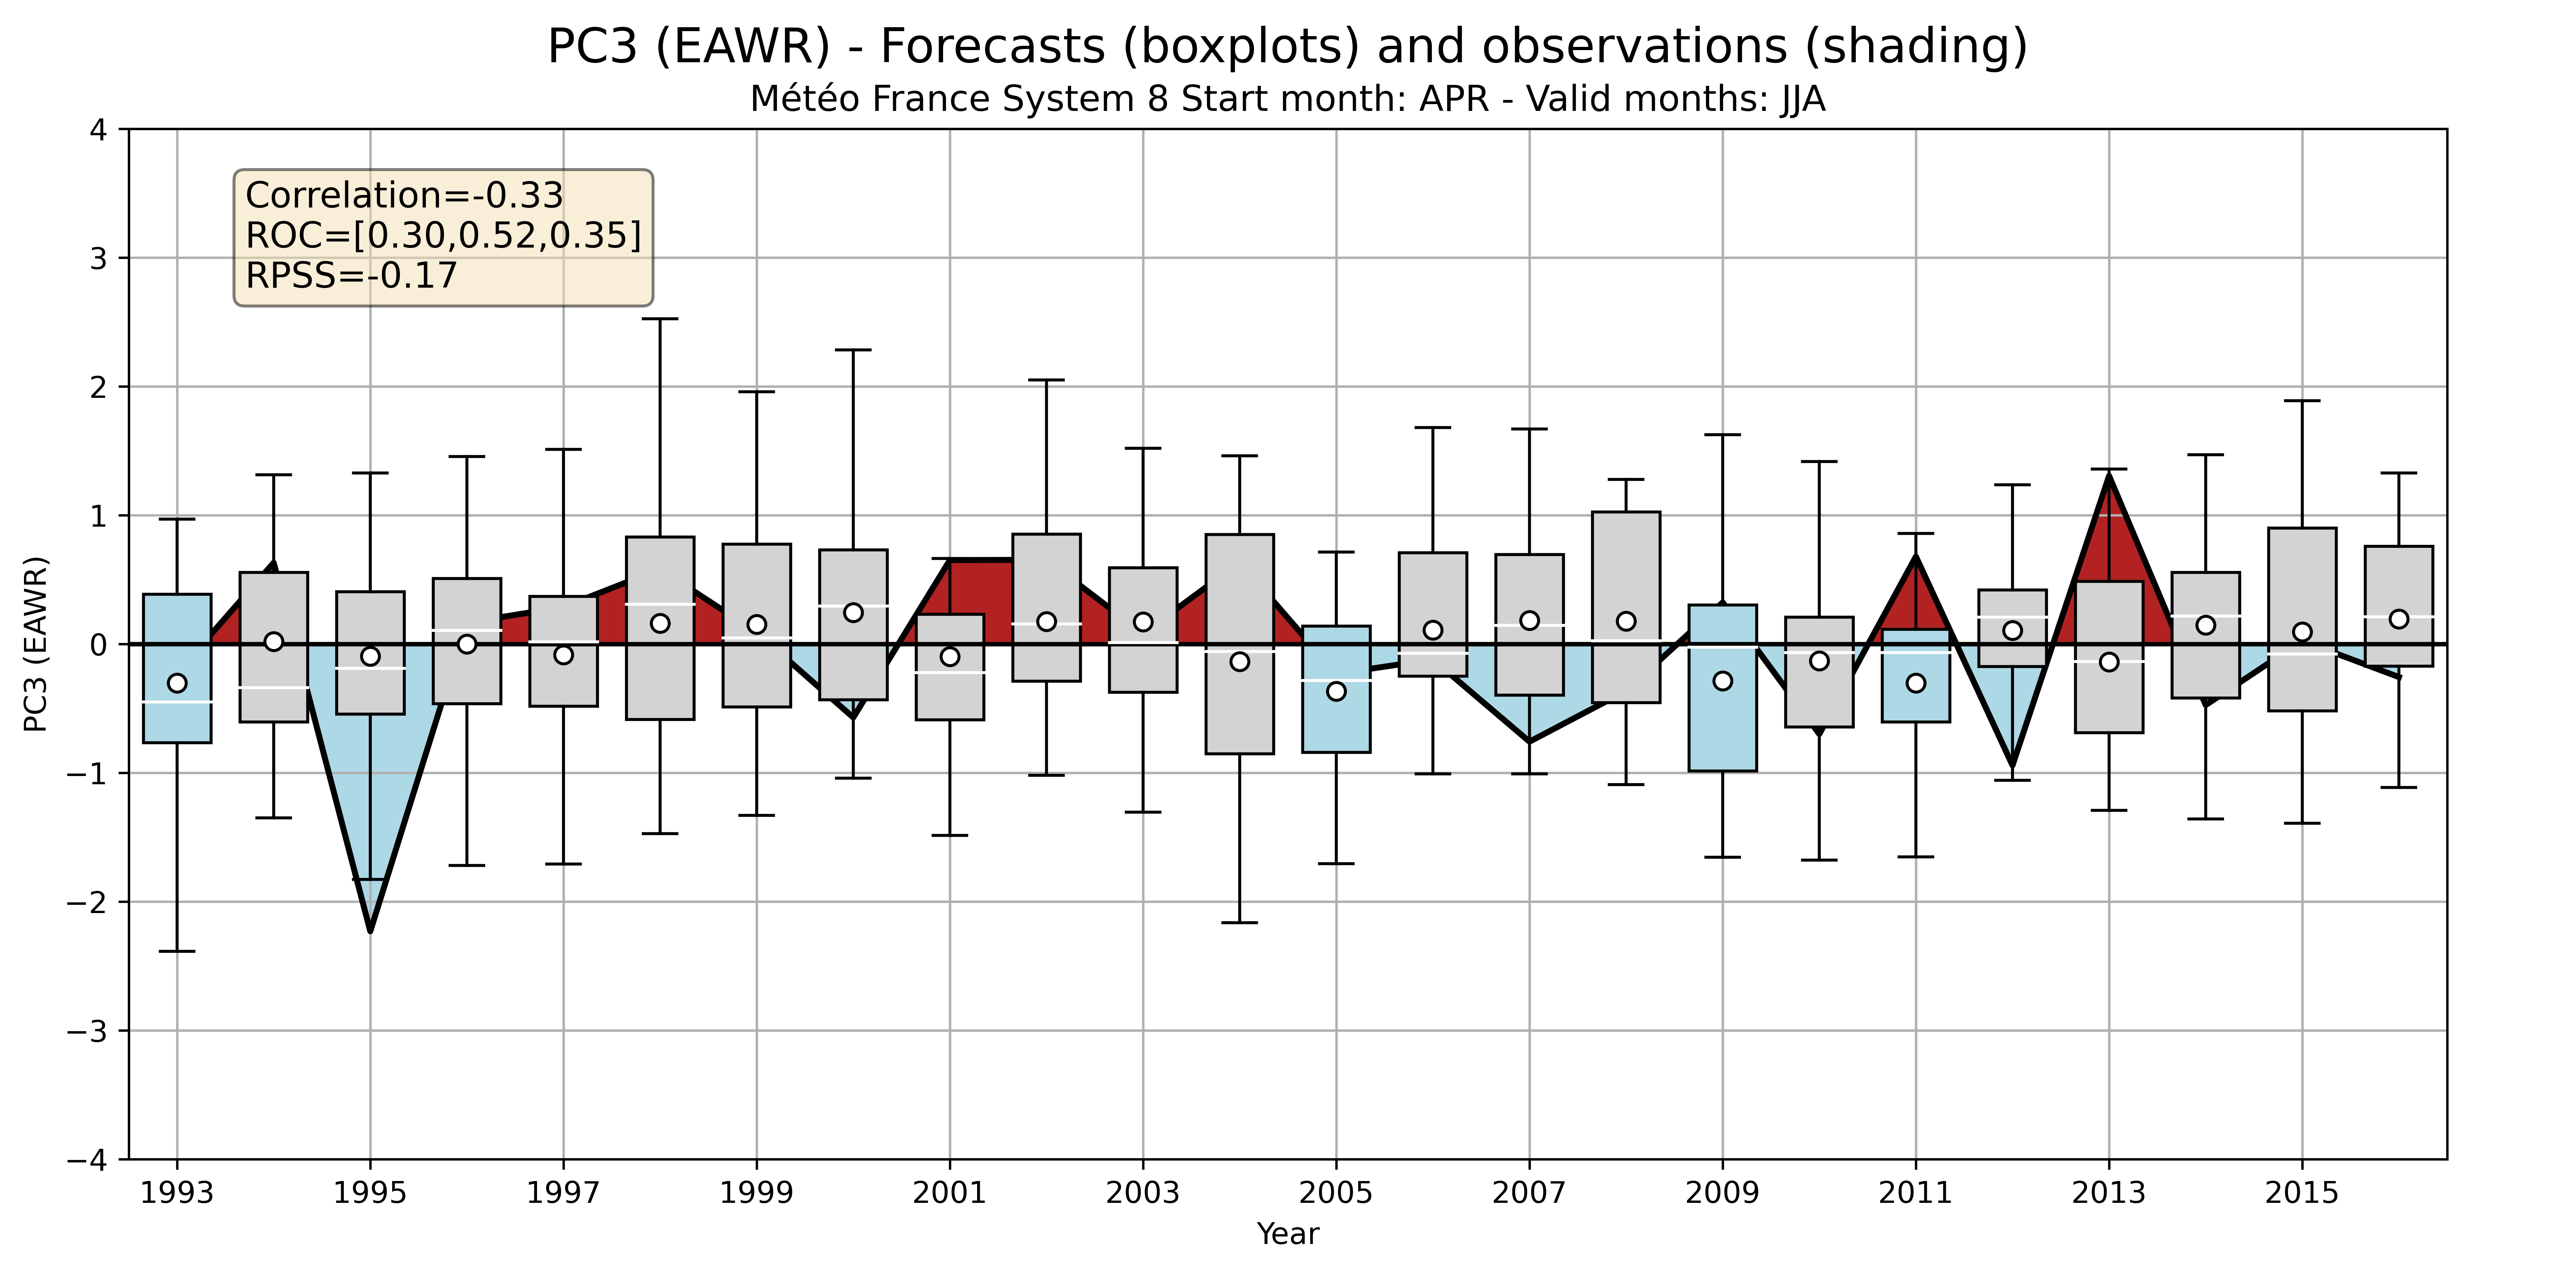 PC3 (EAWR) - Forecasts (boxplots) and observations (shading)
Météo France System 8 Start month: APR - Valid months: JJA
Correlation=-0.33
ROC=[0.30,0.52,0.35]
RPSS=-0.17
PC3 (EAWR)
4
3
2
1
0
−1
−2
−3
−4
1993 1995 1997 1999 2001 2003 2005 2007 2009 2011 2013 2015
Year